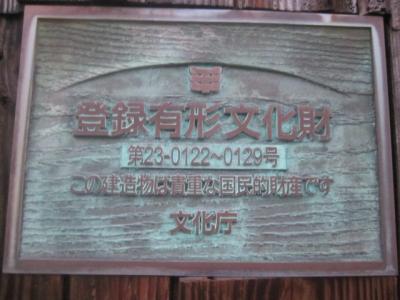 登録有形文化財
第23-0122～0129号
この建造物は貴重な国民的財産です
文化庁